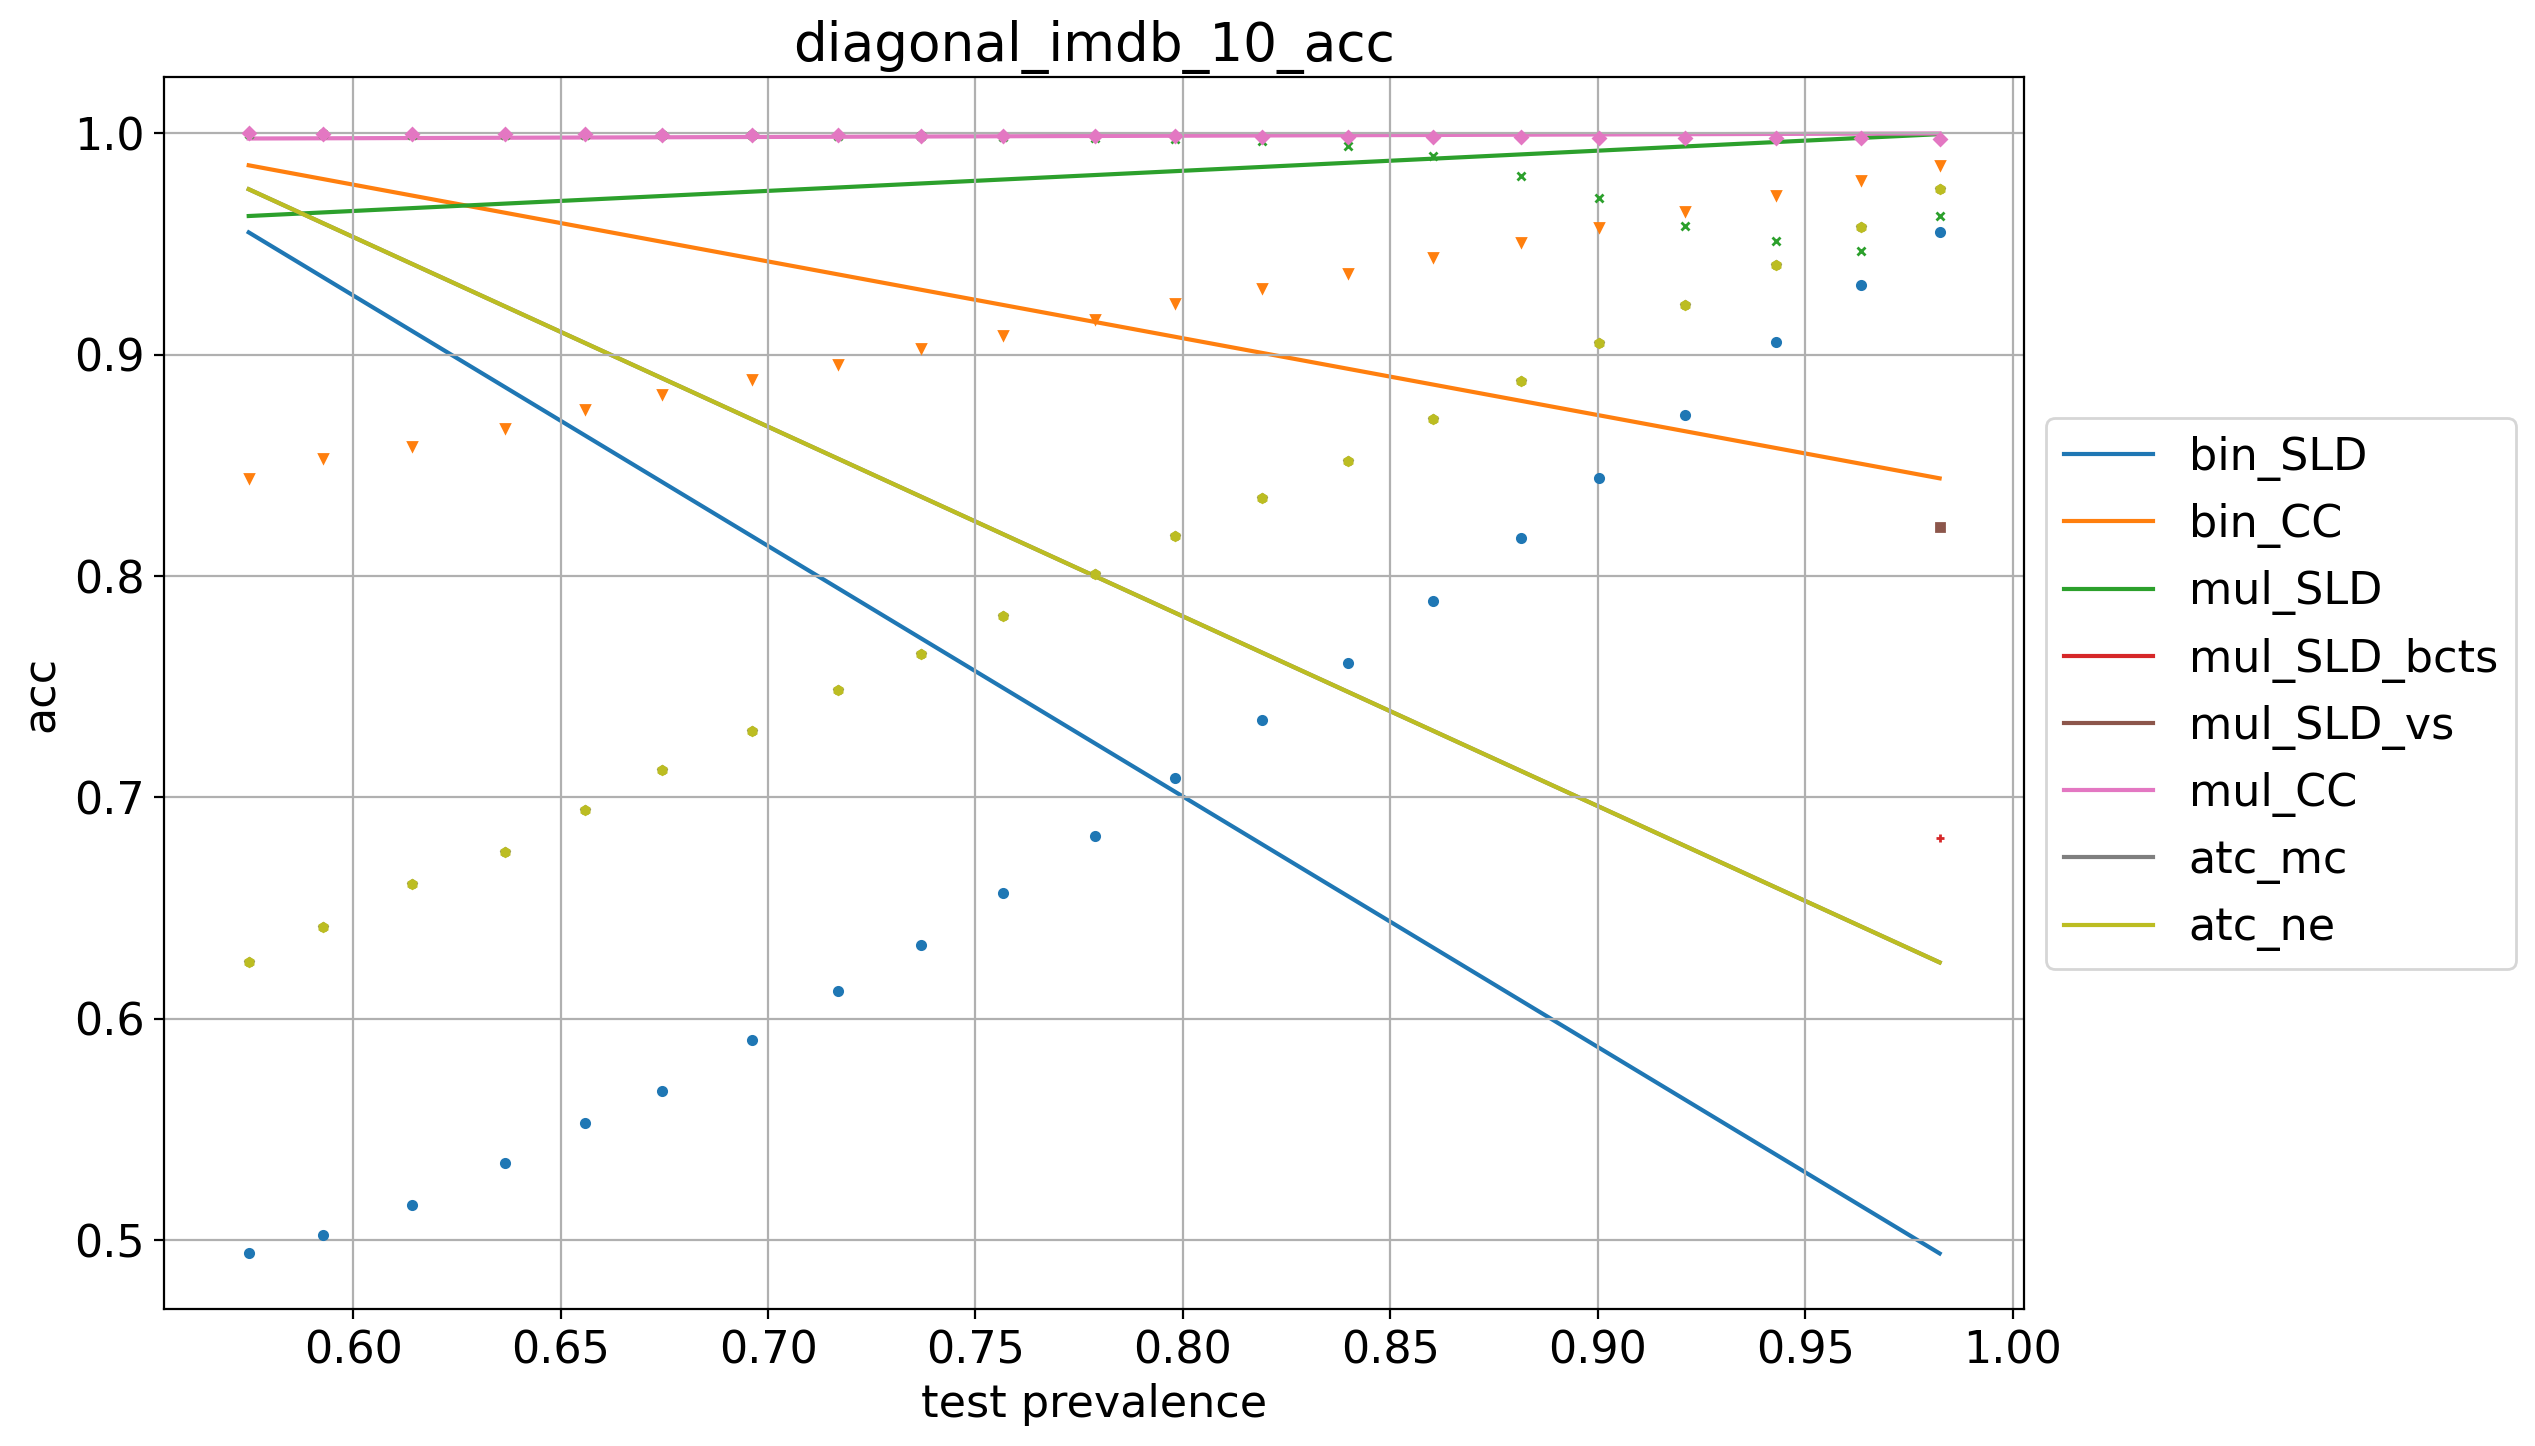 diagonal_imdb_10_acc
1.0
0.9
0.8
0.7
0.6
0.5
acc
0.60 0.65 0.70 0.75 0.80 0.85 0.90 0.95 1.00
test prevalence
bin_SLD
bin_CC
mul_SLD
mul_SLD_bcts
mul_SLD_vs
mul_CC
atc_mc
atc_ne